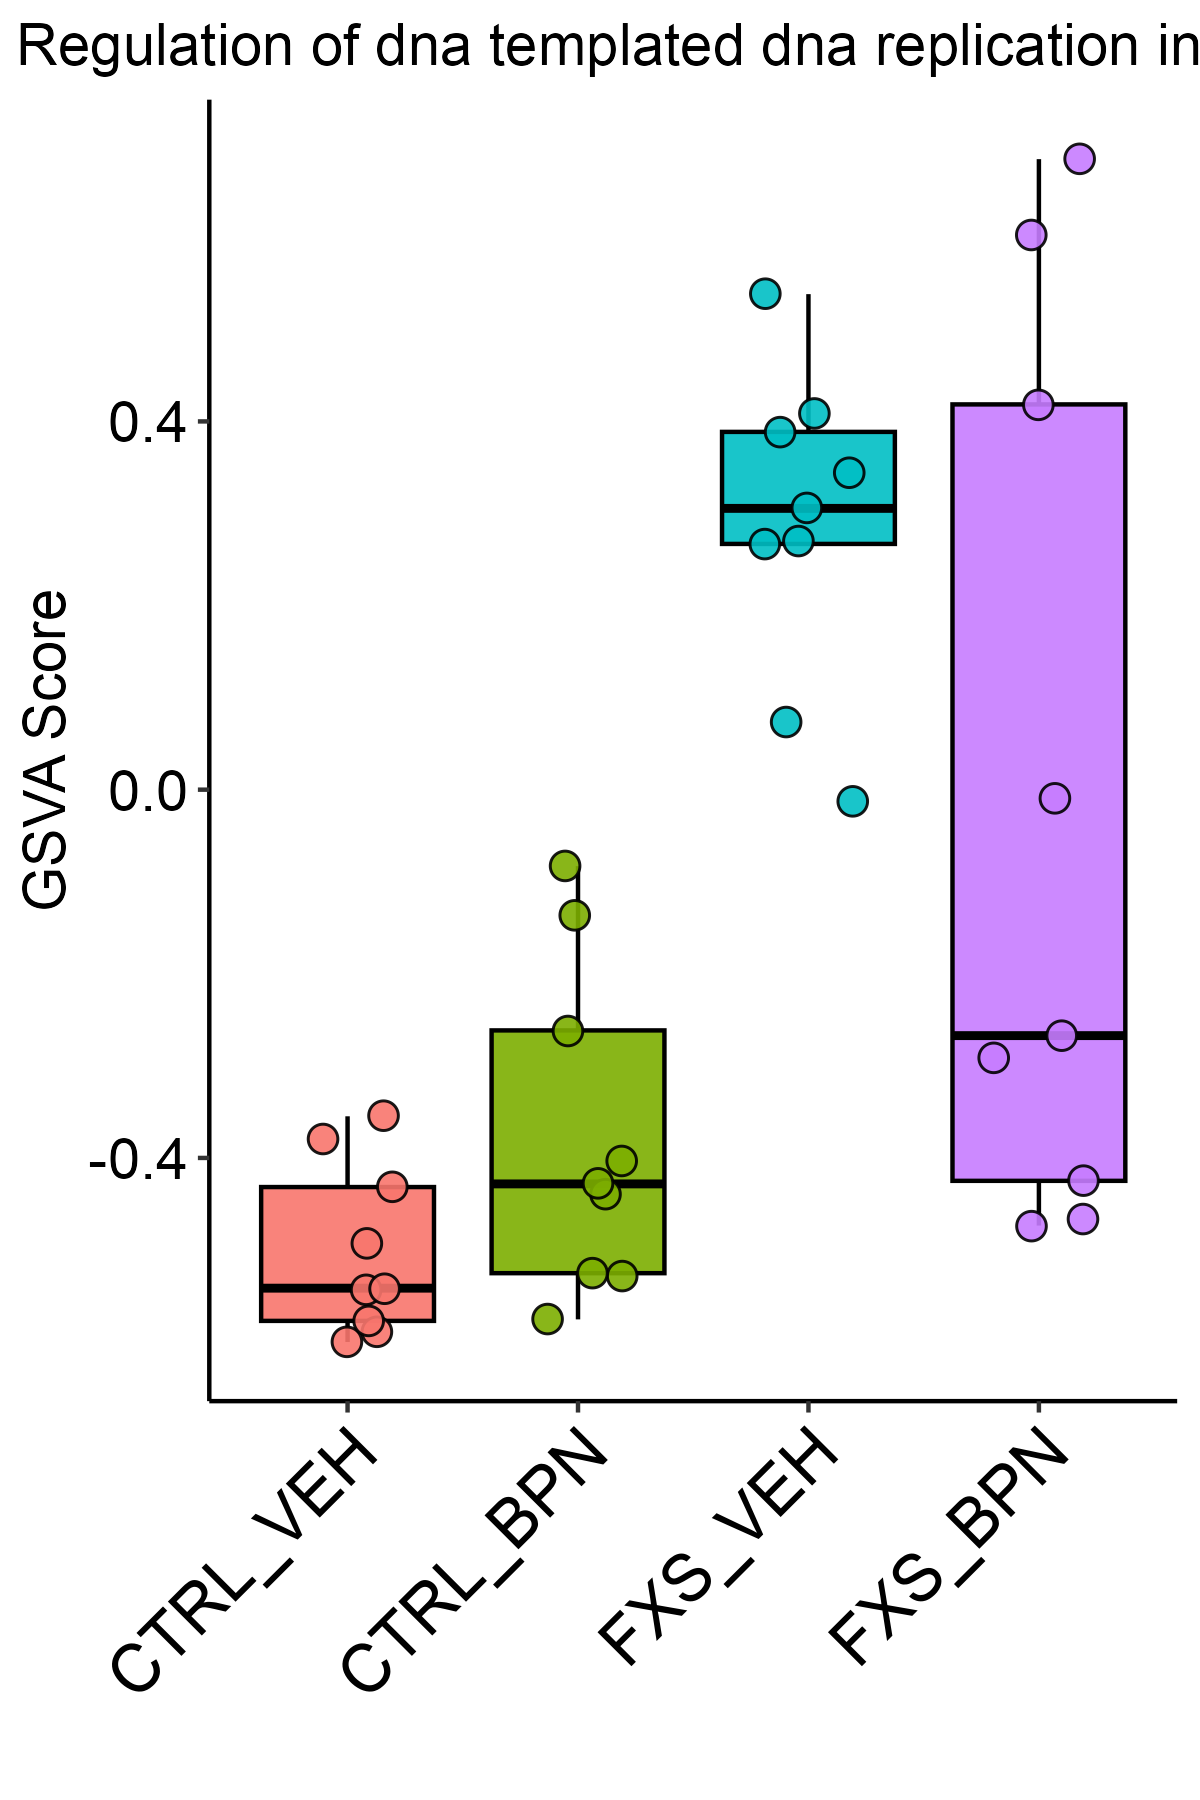 Regulation of dna templated dna replication in
GSVA Score
0.4
0.0
-0.4
CTRL_VEH
CTRL_BPN
FXS_VEH
FXS_BPN